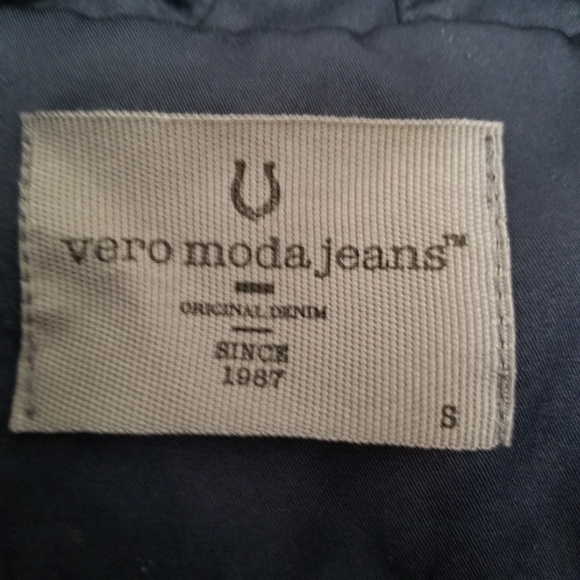 vero moda jeans™
ORIGINAL DENIM
SINCE
1987
S